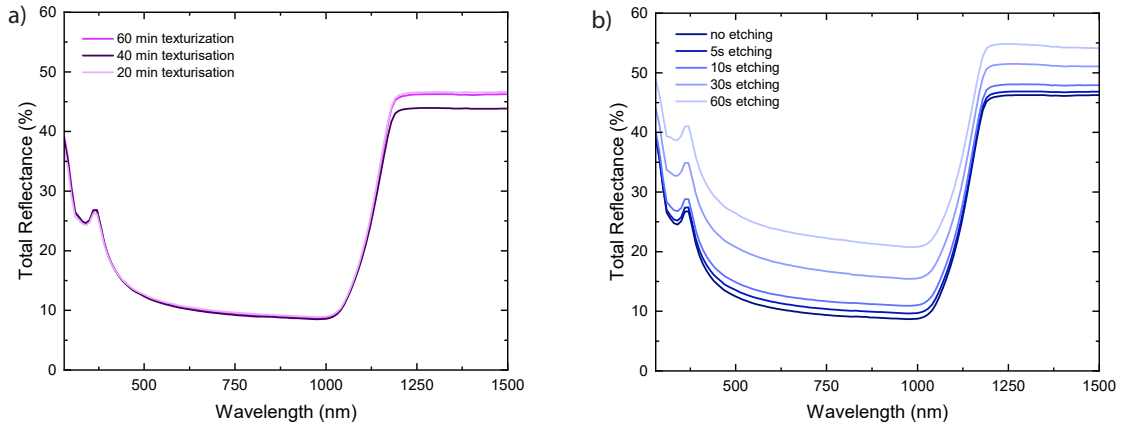 a)
60
50
40
30
20
10
0
Total Reflectance (%)
60 min texturization
40 min texturisation
20 min texturisation
500
750
1000
1250
1500
Wavelength (nm)
b)
60
50
40
30
20
10
0
Total Reflectance (%)
no etching
5s etching
10s etching
30s etching
60s etching
500
750
1000
1250
1500
Wavelength (nm)